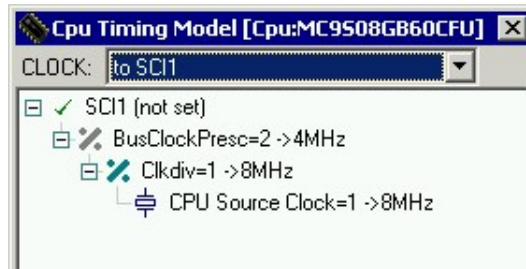 Cpu Timing Model [Cpu:MC9S08GB60CFU]
CLOCK: to SCI1
SCI1 (not set)
BusClockPresc=2 ->4MHz
Clkdiv=1 ->8MHz
CPU Source Clock=1 ->8MHz